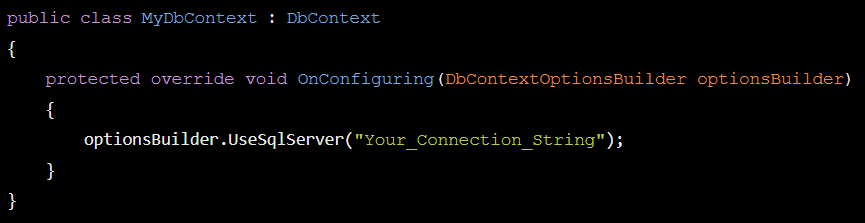 public class MyDbContext : DbContext
{
    protected override void OnConfiguring(DbContextOptionsBuilder optionsBuilder)
    {
        optionsBuilder.UseSqlServer("Your_Connection_String");
    }
}